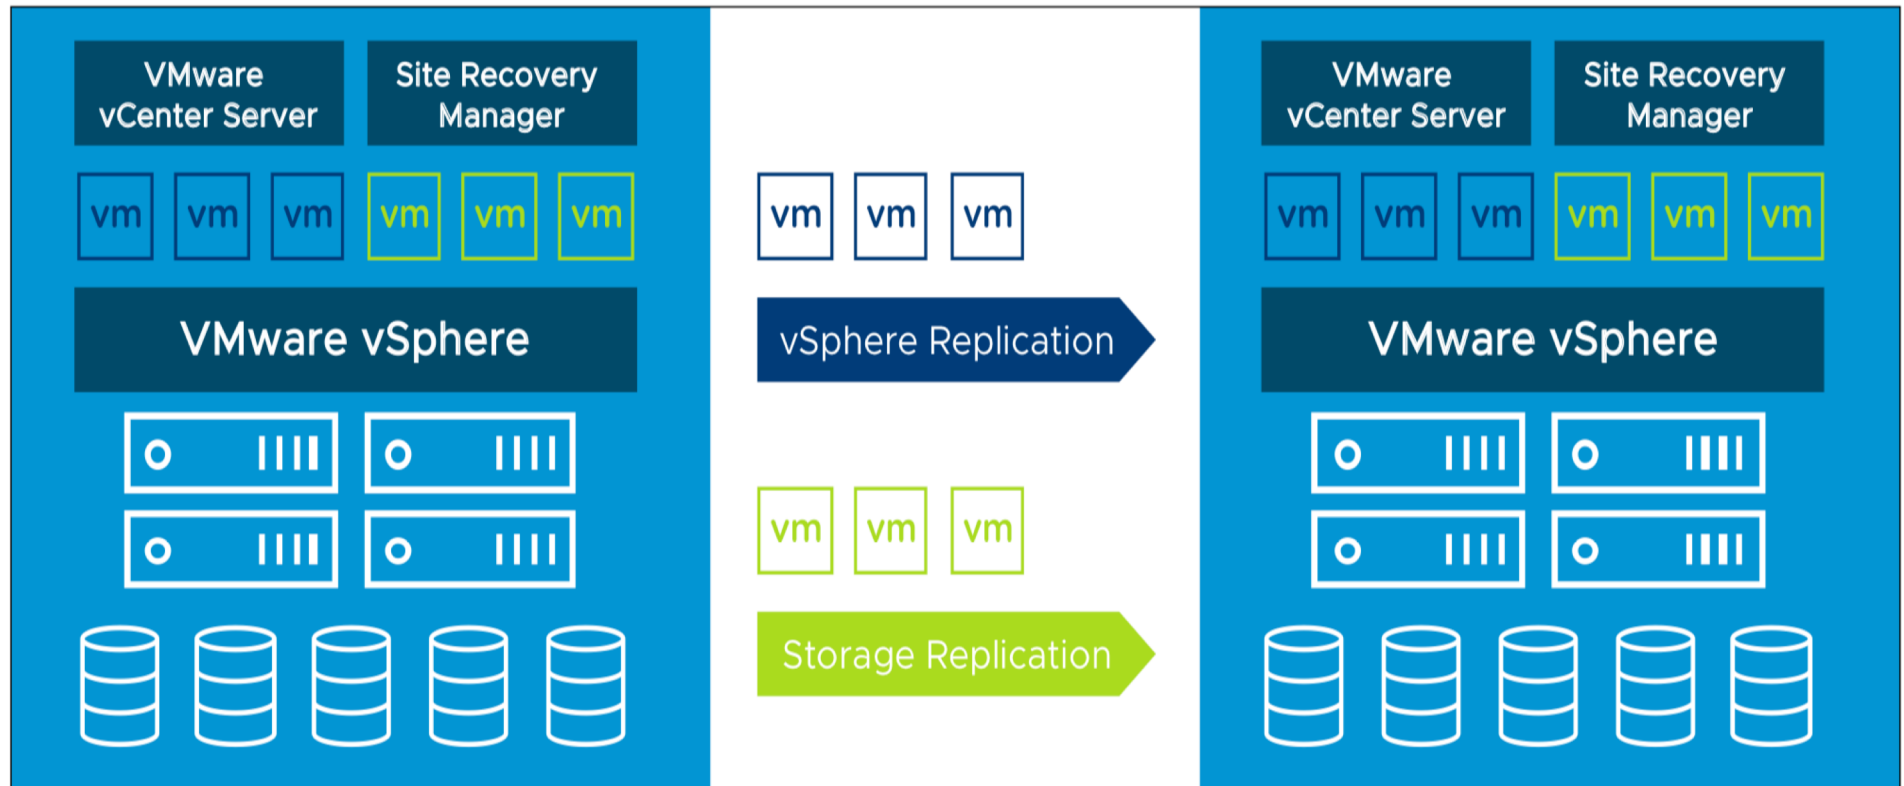 VMware
vCenter Server
Site Recovery
Manager
vm vm vm vm vm vm
VMware vSphere
vm vm vm
vSphere Replication
vm vm vm
Storage Replication
VMware
vCenter Server
Site Recovery
Manager
vm vm vm vm vm vm
VMware vSphere